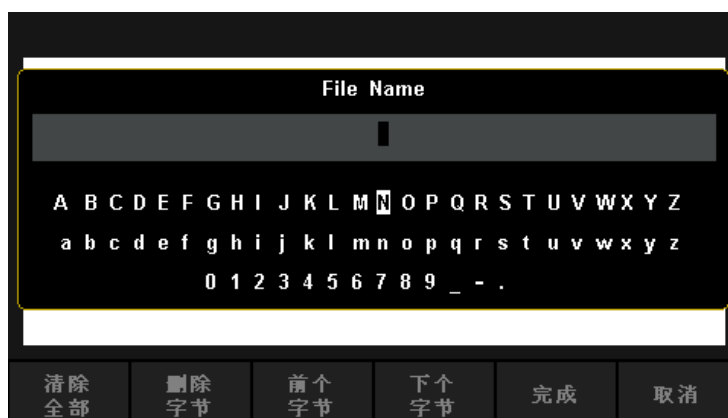 File Name
A B C D E F G H I J K L M N O P Q R S T U V W X Y Z
a b c d e f g h i j k l m n o p q r s t u v w x y z
0 1 2 3 4 5 6 7 8 9 _ - .
清除
全部
删除
字节
前个
字节
下个
字节
完成
取消